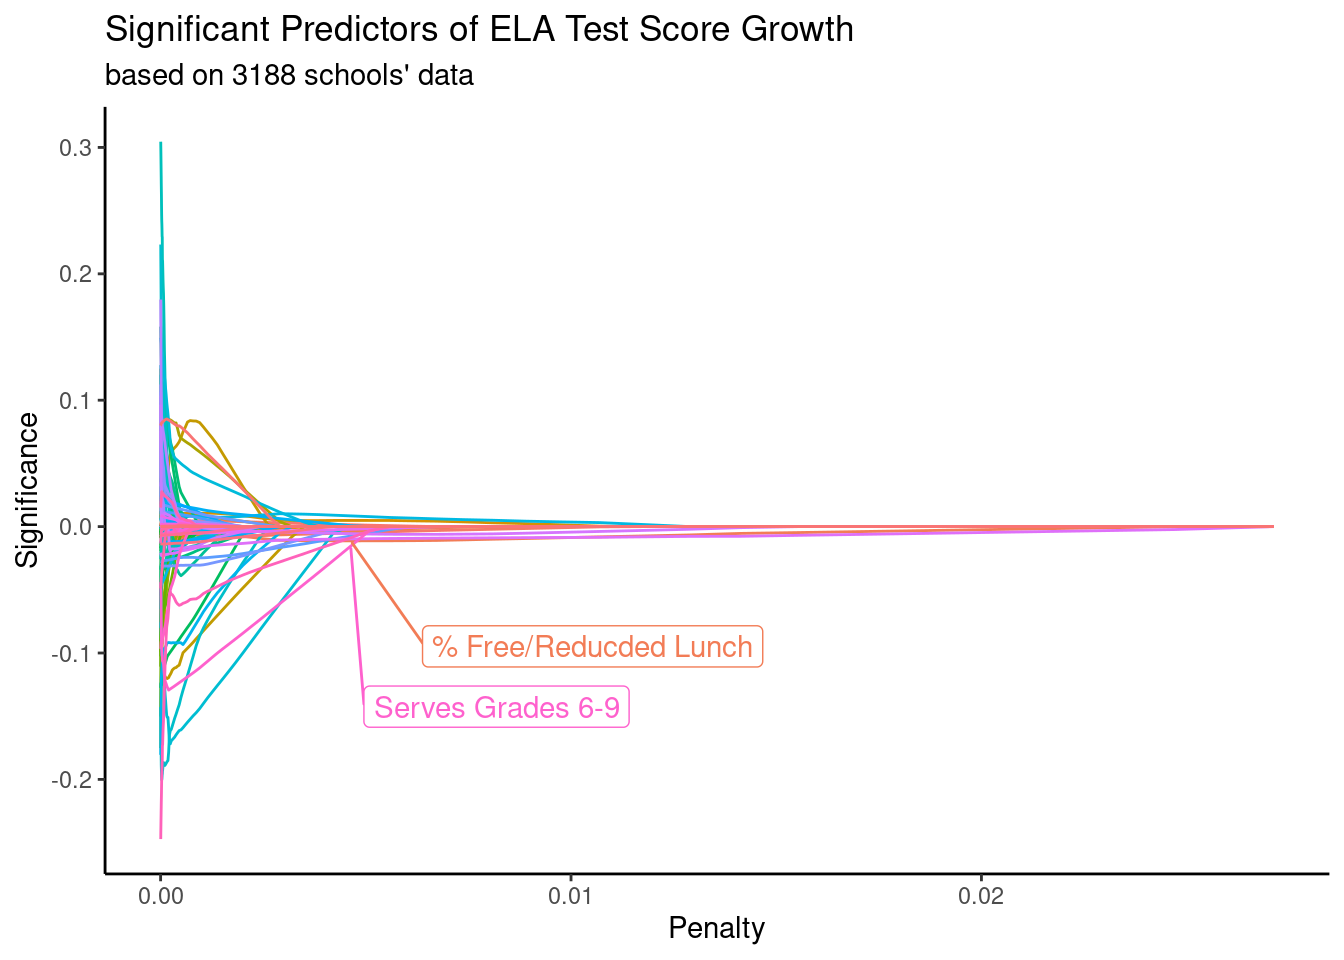 Significant Predictors of ELA Test Score Growth
based on 3188 schools' data
Significance
0.3
0.2
0.1
0.0
-0.1
-0.2
% Free/Reducded Lunch
Serves Grades 6-9
0.00
0.01
0.02
Penalty